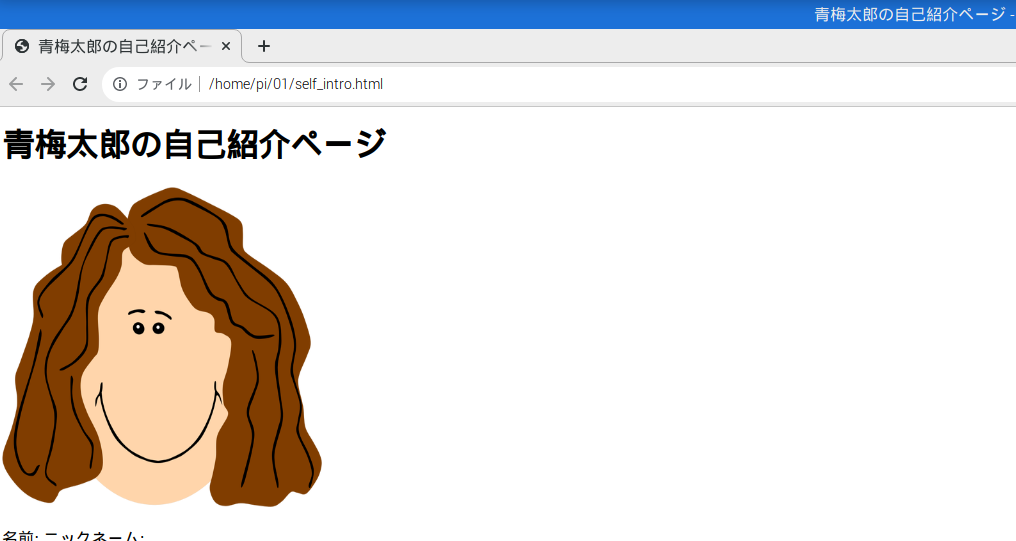 青梅太郎の自己紹介ページ -
青梅太郎の自己紹介ペー
ファイル | /home/pi/01/self_intro.html
青梅太郎の自己紹介ページ
名前: ニックネーム: